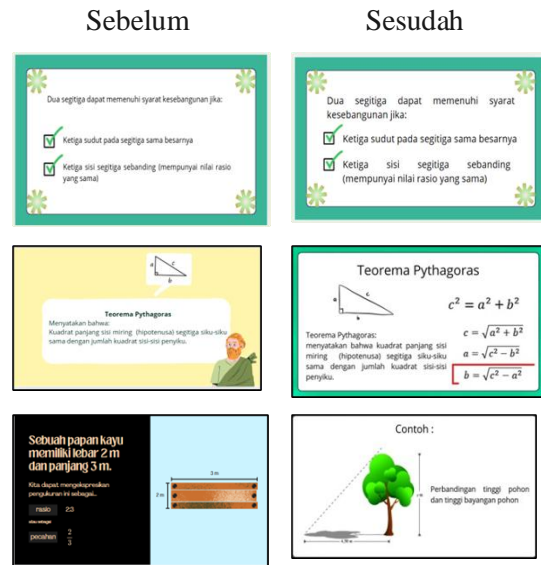 Sebelum
Sesudah
Dua segitiga dapat memenuhi syarat kesebangunan jika:
Ketiga sudut pada segitiga sama besarnya
Ketiga sisi segitiga sebanding (mempunyai nilai rasio
yang sama)
Dua segitiga dapat memenuhi syarat
kesebangunan jika:
Ketiga sudut pada segitiga sama besarnya
Ketiga sisi segitiga sebanding
(mempunyai nilai rasio yang sama)
a
c
b
Teorema Pythagoras
Menyatakan bahwa:
Kuadrat panjang sisi miring (hipotenusa) segitiga siku-siku
sama dengan jumlah kuadrat sisi-sisi penyiku.
Teorema Pythagoras
a
c
b
Teorema Pythagoras:
menyatakan bahwa kuadrat panjang sisi
miring (hipotenusa) segitiga siku-siku
sama dengan jumlah kuadrat sisi-sisi
penyiku.
c² = a² + b²
c = √a² + b²
a = √c² − b²
b = √c² − a²
Sebuah papan kayu
memiliki lebar 2 m
dan panjang 3 m.
Kita dapat mengekspresikan
pengukuran ini sebagai...
rasio 2:3
atau sebagai
pecahan 2/3
3 m
2 m
Contoh :
Perbandingan tinggi pohon
dan tinggi bayangan pohon